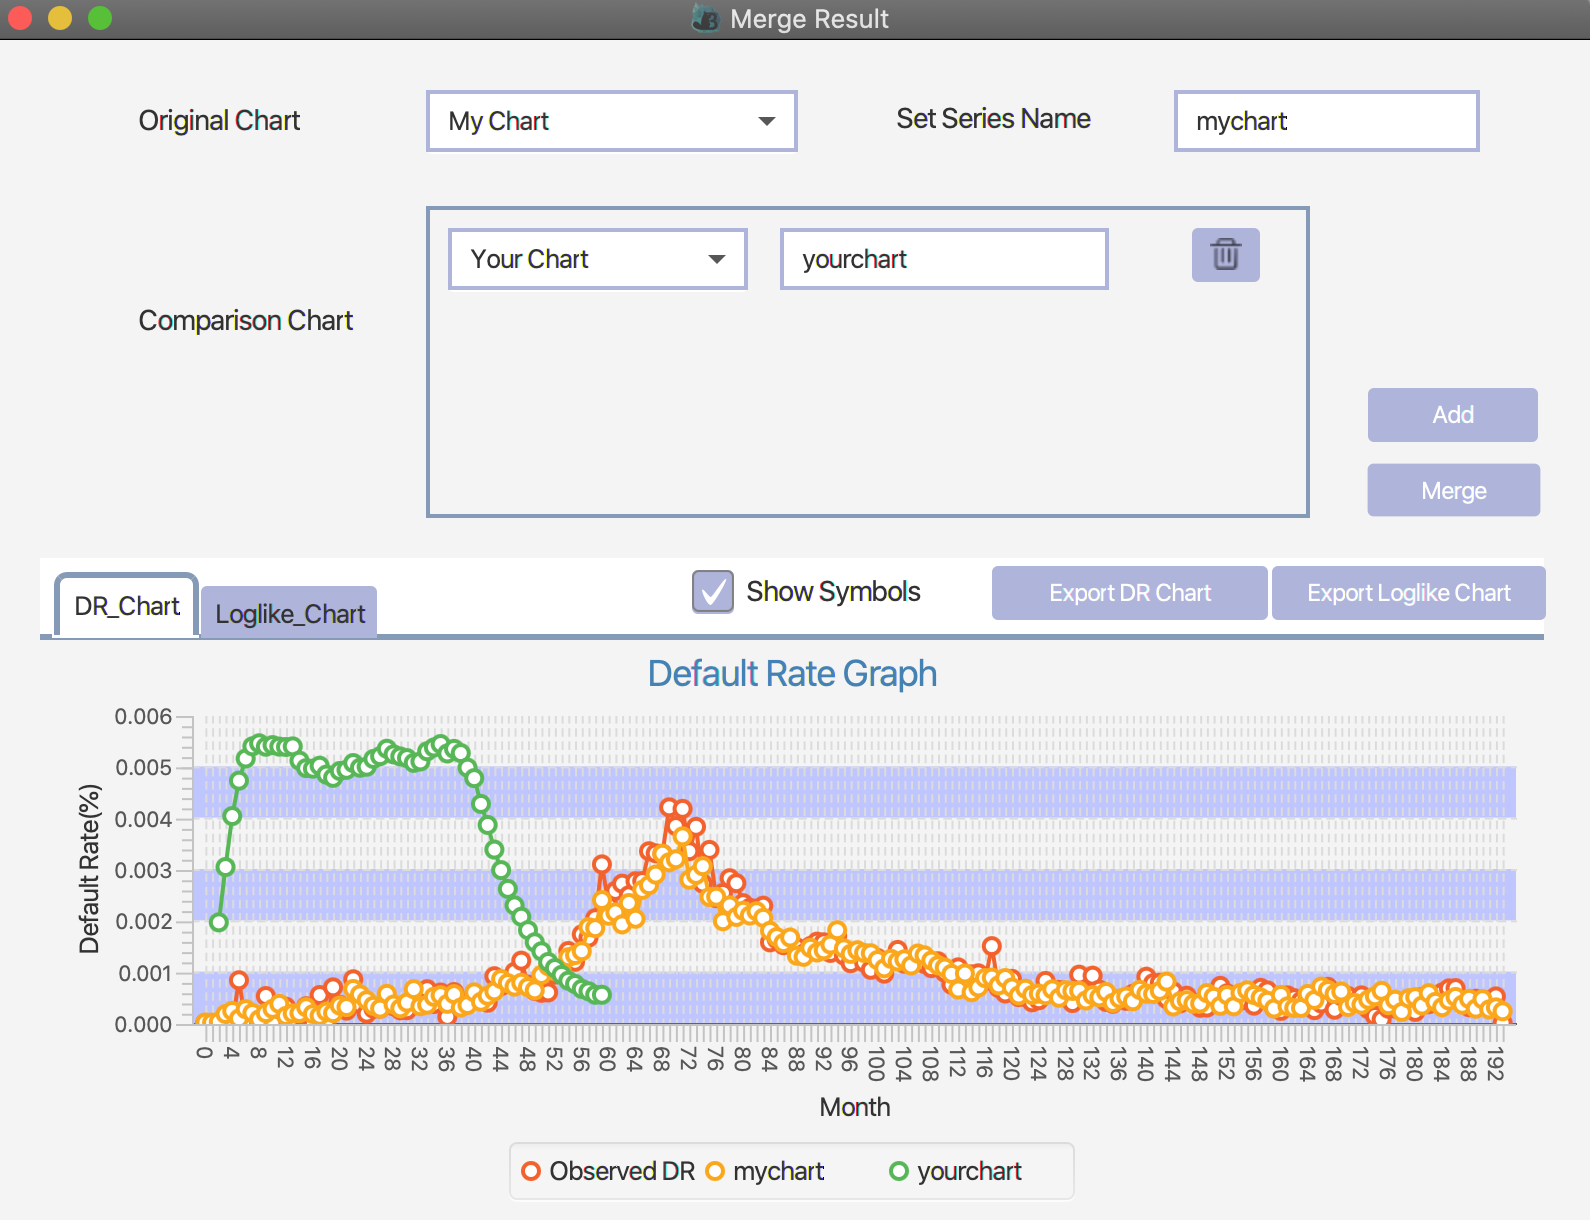 Merge Result
Original Chart
My Chart
Set Series Name
mychart
Your Chart
yourchart
Comparison Chart
Add
Merge
DR_Chart
Loglike_Chart
Show Symbols
Export DR Chart
Export Loglike Chart
Default Rate Graph
Default Rate(%)
0.006
0.005
0.004
0.003
0.002
0.001
0.000
0 4 8 12 16 20 24 28 32 36 40 44 48 52 56 60 64 68 72 76 80 84 88 92 96 100 104 108 112 116 120 124 128 132 136 140 144 148 152 156 160 164 168 172 176 180 184 188 192
Month
Observed DR mychart yourchart